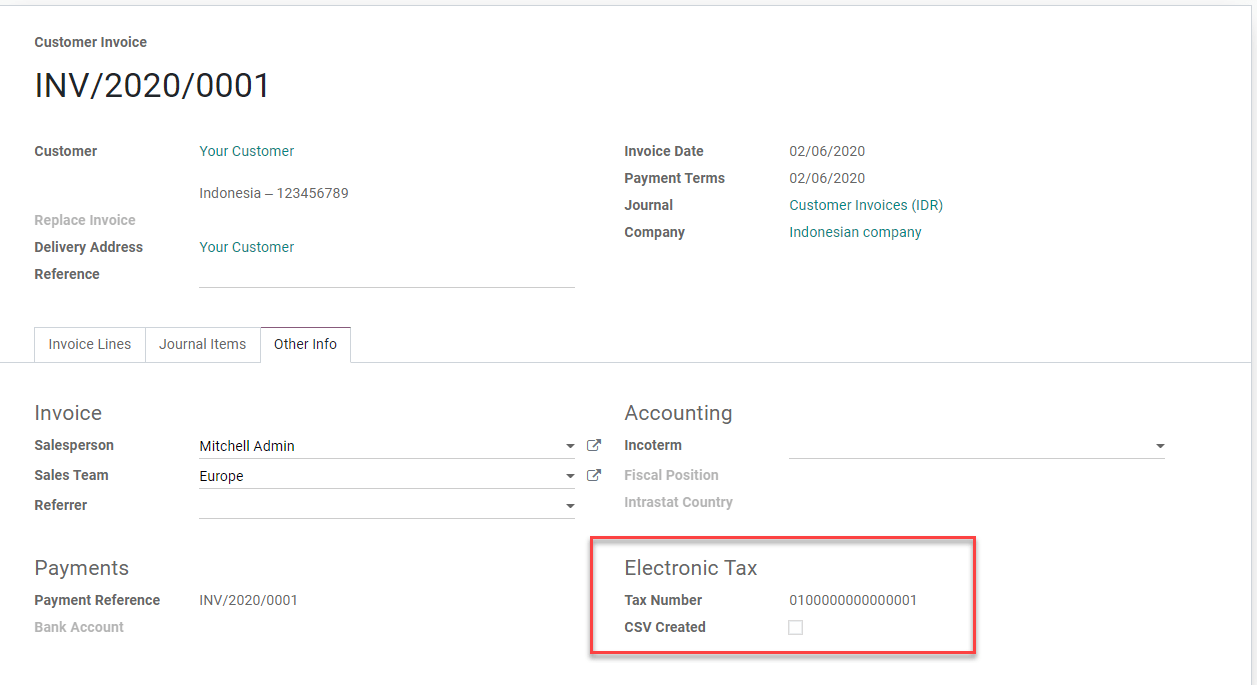 Customer Invoice
INV/2020/0001
Customer Your Customer
Indonesia – 123456789
Replace Invoice
Delivery Address Your Customer
Reference
Invoice Date 02/06/2020
Payment Terms 02/06/2020
Journal Customer Invoices (IDR)
Company Indonesian company
Invoice Lines Journal Items Other Info
Invoice
Salesperson Mitchell Admin
Sales Team Europe
Referrer
Accounting
Incoterm
Fiscal Position
Intrastat Country
Payments
Payment Reference INV/2020/0001
Bank Account
Electronic Tax
Tax Number 0100000000000001
CSV Created